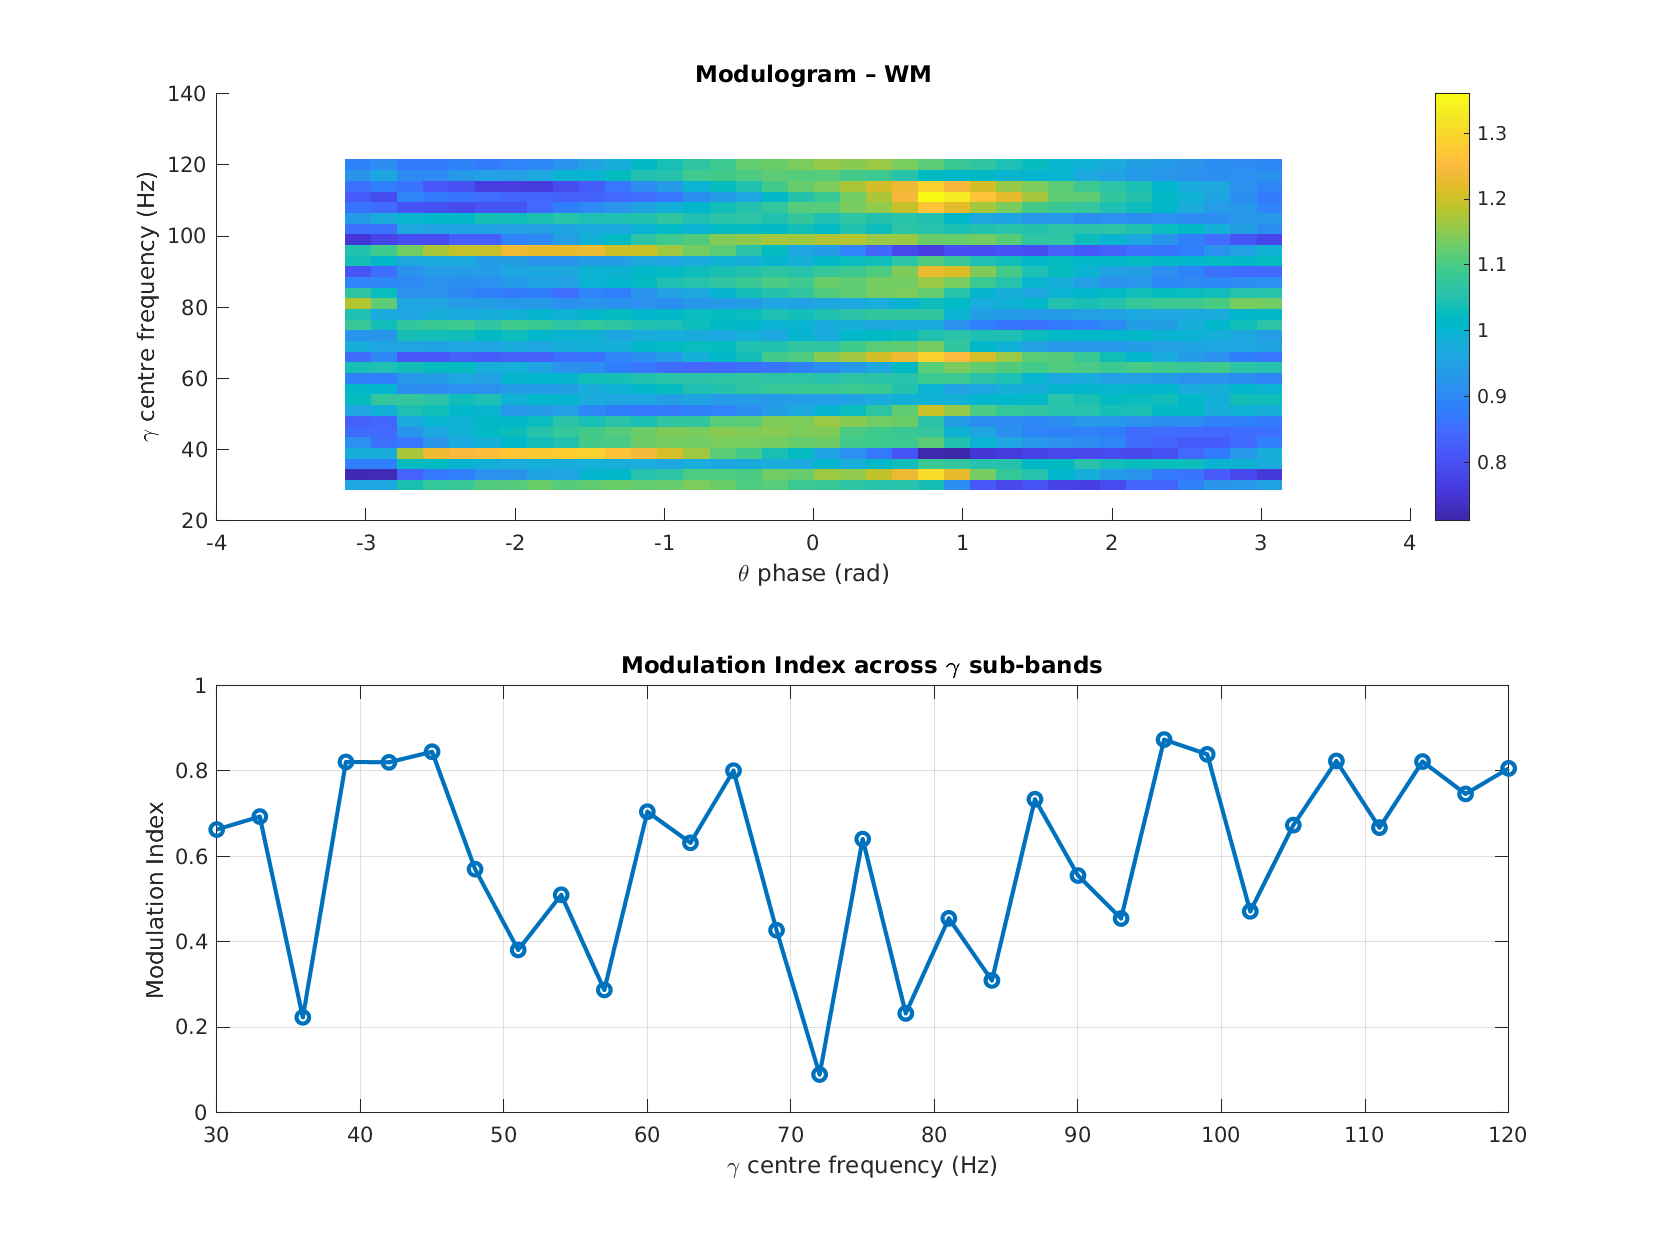 Modulogram – WM
140
120
100
80
60
40
20
γ centre frequency (Hz)
-4 -3 -2 -1 0 1 2 3 4
θ phase (rad)
1.3
1.2
1.1
1
0.9
0.8
Modulation Index across γ sub-bands
1
0.8
0.6
0.4
0.2
0
Modulation Index
30 40 50 60 70 80 90 100 110 120
γ centre frequency (Hz)